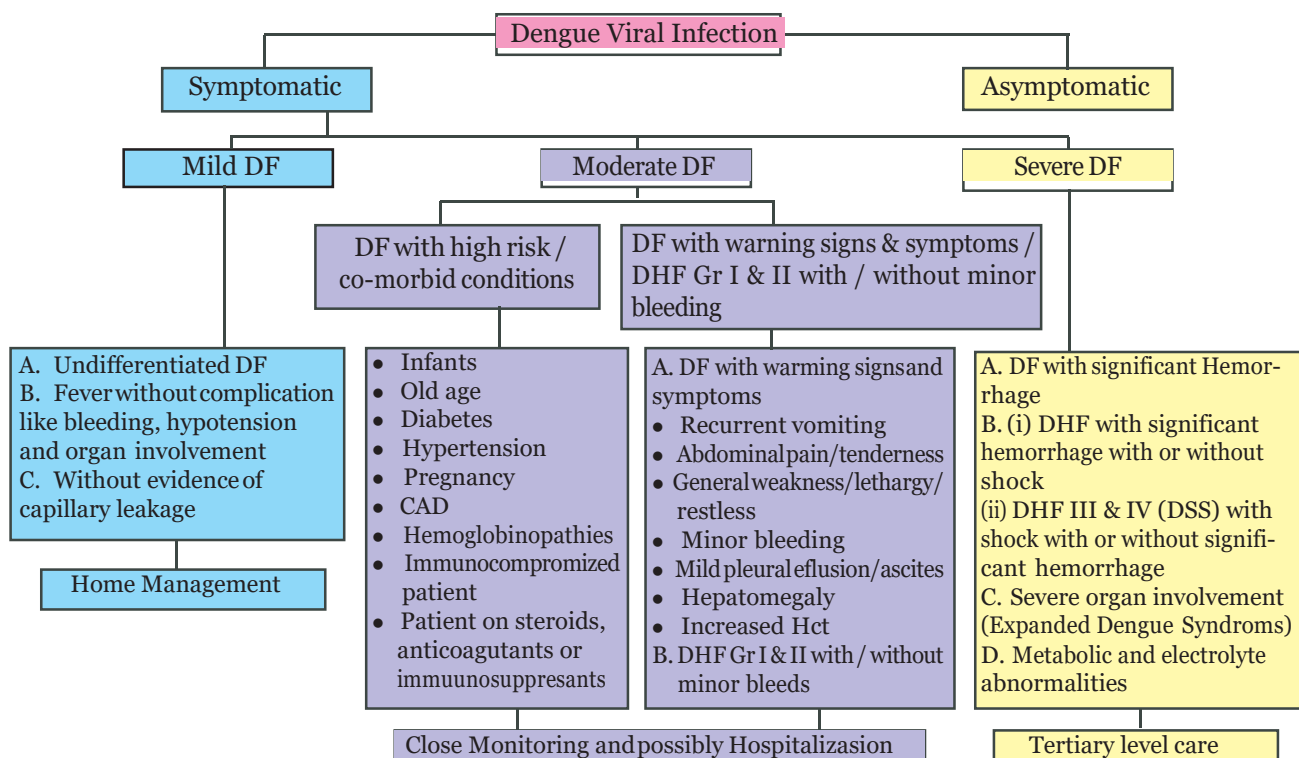 Dengue Viral Infection
Symptomatic
Asymptomatic
Mild DF
Moderate DF
Severe DF
DF with high risk /
co-morbid conditions
DF with warning signs & symptoms /
DHF Gr I & II with / without minor
bleeding
A. Undifferentiated DF
B. Fever without complication
like bleeding, hypotension
and organ involvement
C. Without evidence of
capillary leakage
Home Management
● Infants
● Old age
● Diabetes
● Hypertension
● Pregnancy
● CAD
● Hemoglobinopathies
● Immunocompromized
patient
● Patient on steroids,
anticoagutants or
immuunosuppresants
A. DF with warming signs and
symptoms
● Recurrent vomiting
● Abdominal pain/tenderness
● General weakness/lethargy/
restless
● Minor bleeding
● Mild pleural eflusion/ascites
● Hepatomegaly
● Increased Hct
B. DHF Gr I & II with / without
minor bleeds
Close Monitoring and possibly Hospitalizasion
A. DF with significant Hemor-
rhage
B. (i) DHF with significant
hemorrhage with or without
shock
(ii) DHF III & IV (DSS) with
shock with or without signifi-
cant hemorrhage
C. Severe organ involvement
(Expanded Dengue Syndroms)
D. Metabolic and electrolyte
abnormalities
Tertiary level care